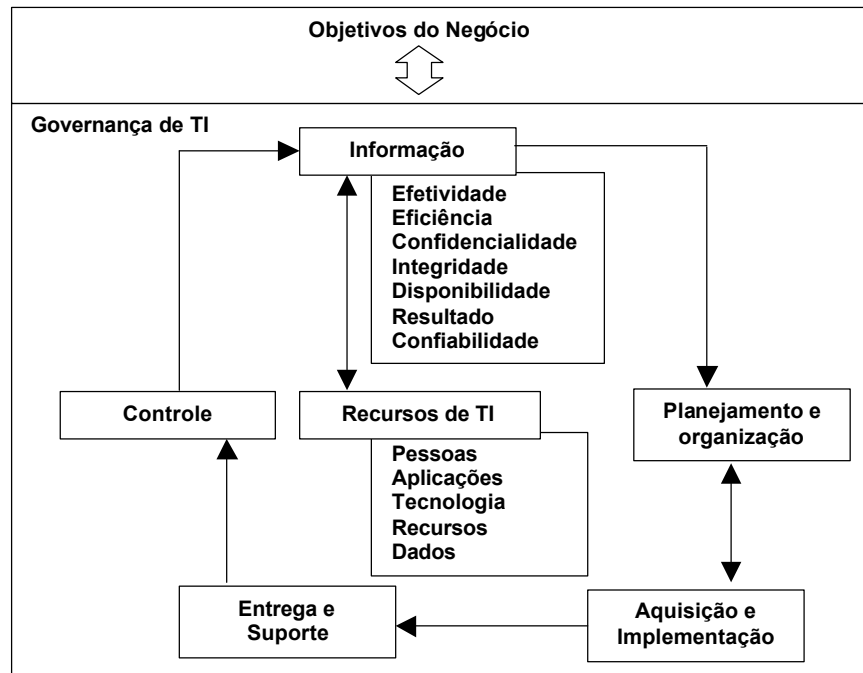 Objetivos do Negócio
Governança de TI
Informação
Efetividade
Eficiência
Confidencialidade
Integridade
Disponibilidade
Resultado
Confiabilidade
Controle
Recursos de TI
Planejamento e
organização
Pessoas
Aplicações
Tecnologia
Recursos
Dados
Entrega e
Suporte
Aquisição e
Implementação